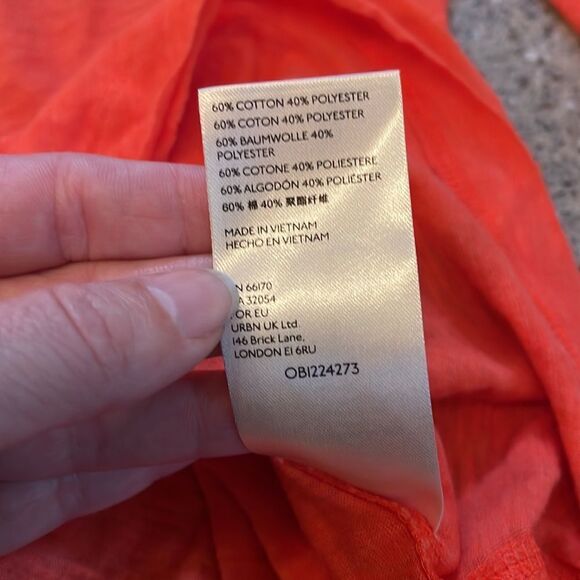 60% COTTON 40% POLYESTER
60% COTON 40% POLYESTER
60% BAUMWOLLE 40%
POLYESTER
60% COTONE 40% POLIESTERE
60% ALGODÓN 40% POLIÉSTER
60% 棉 40% 聚酯纤维
MADE IN VIETNAM
HECHO EN VIETNAM
66170
32054
OR EU
URBN UK Ltd.
146 Brick Lane,
LONDON E1 6RU
OB1224273